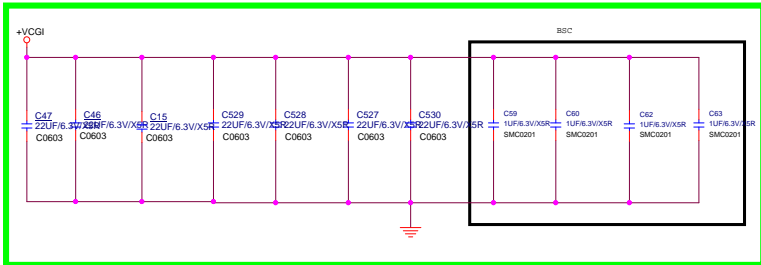 +VCGI
BSC
C47
22UF/6.3V/X5R
C0603
C46
22UF/6.3V/X5R
C0603
C15
22UF/6.3V/X5R
C0603
C529
22UF/6.3V/X5R
C0603
C528
22UF/6.3V/X5R
C0603
C527
22UF/6.3V/X5R
C0603
C530
22UF/6.3V/X5R
C0603
C59
1UF/6.3V/X5R
SMC0201
C60
1UF/6.3V/X5R
SMC0201
C62
1UF/6.3V/X5R
SMC0201
C63
1UF/6.3V/X5R
SMC0201